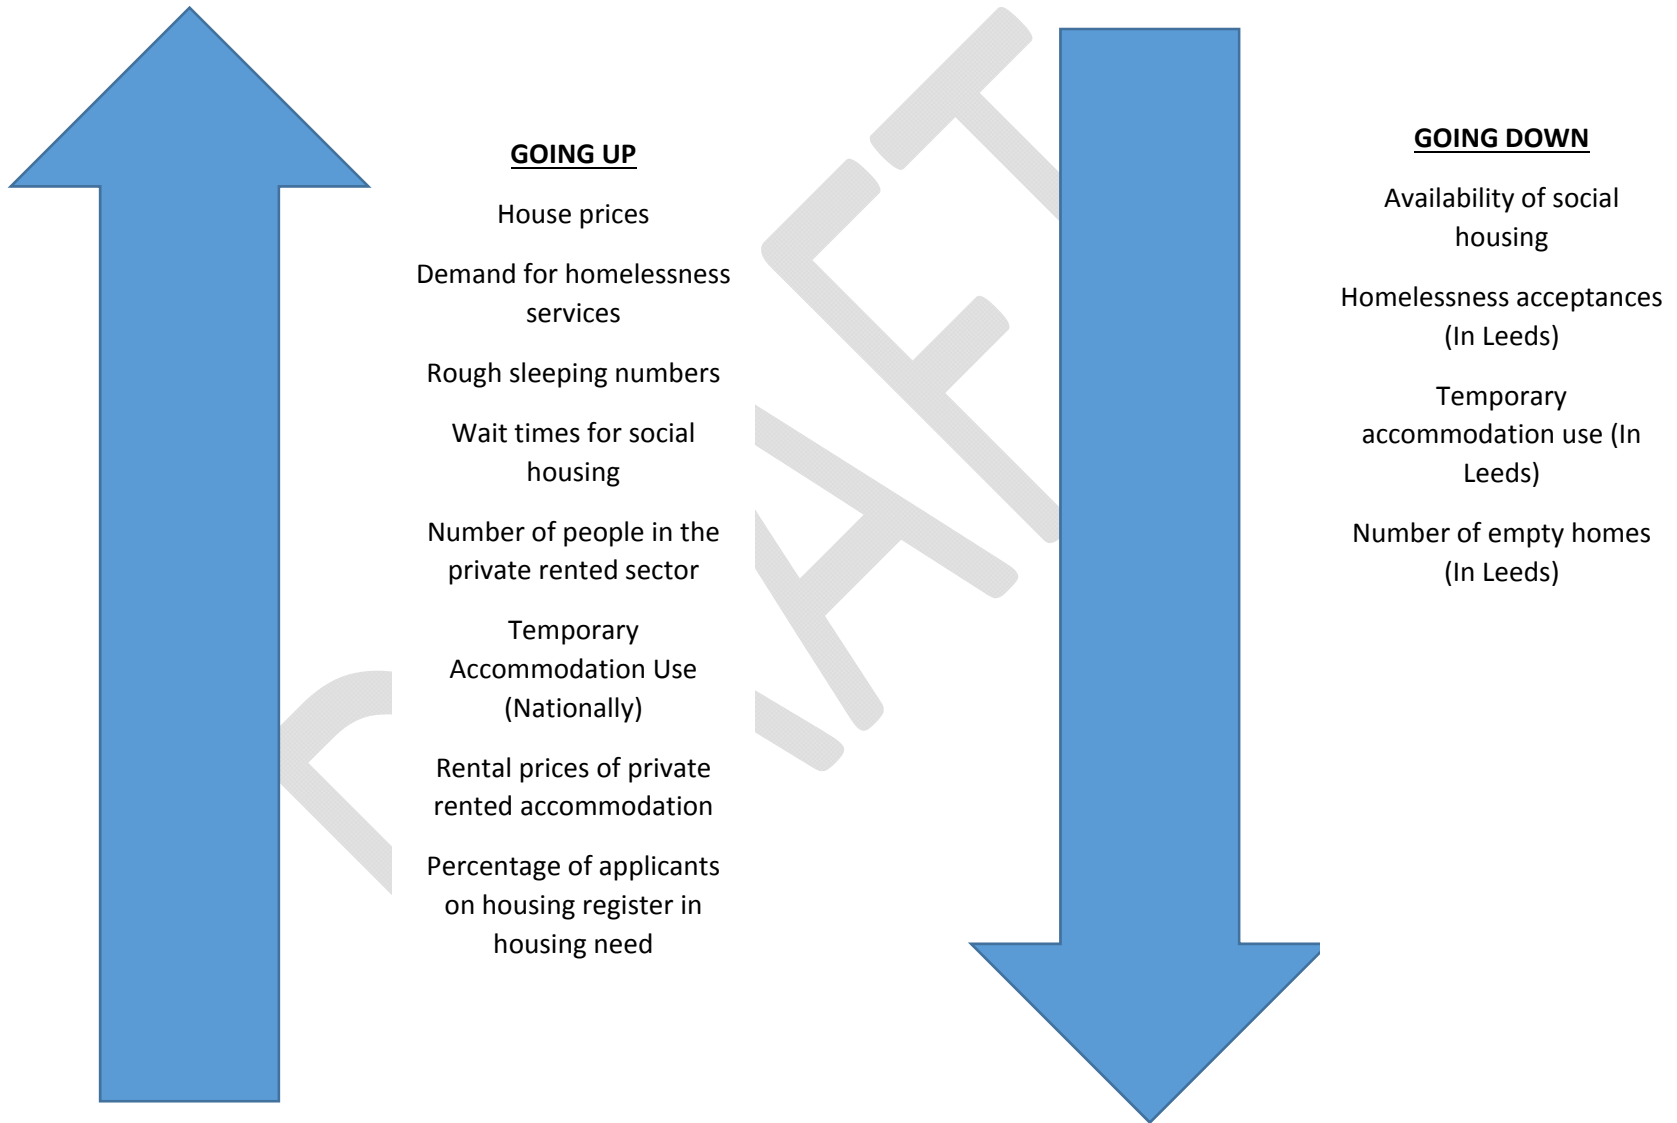 GOING UP
House prices
Demand for homelessness
services
Rough sleeping numbers
Wait times for social
housing
Number of people in the
private rented sector
Temporary
Accommodation Use
(Nationally)
Rental prices of private
rented accommodation
Percentage of applicants
on housing register in
housing need
GOING DOWN
Availability of social
housing
Homelessness acceptances
(In Leeds)
Temporary
accommodation use (In
Leeds)
Number of empty homes
(In Leeds)
DRAFT